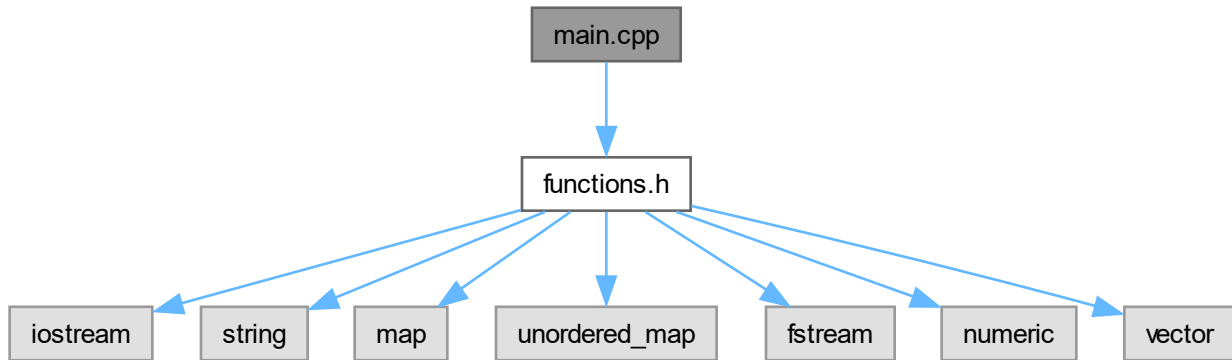 main.cpp
functions.h
iostream
string
map
unordered_map
fstream
numeric
vector